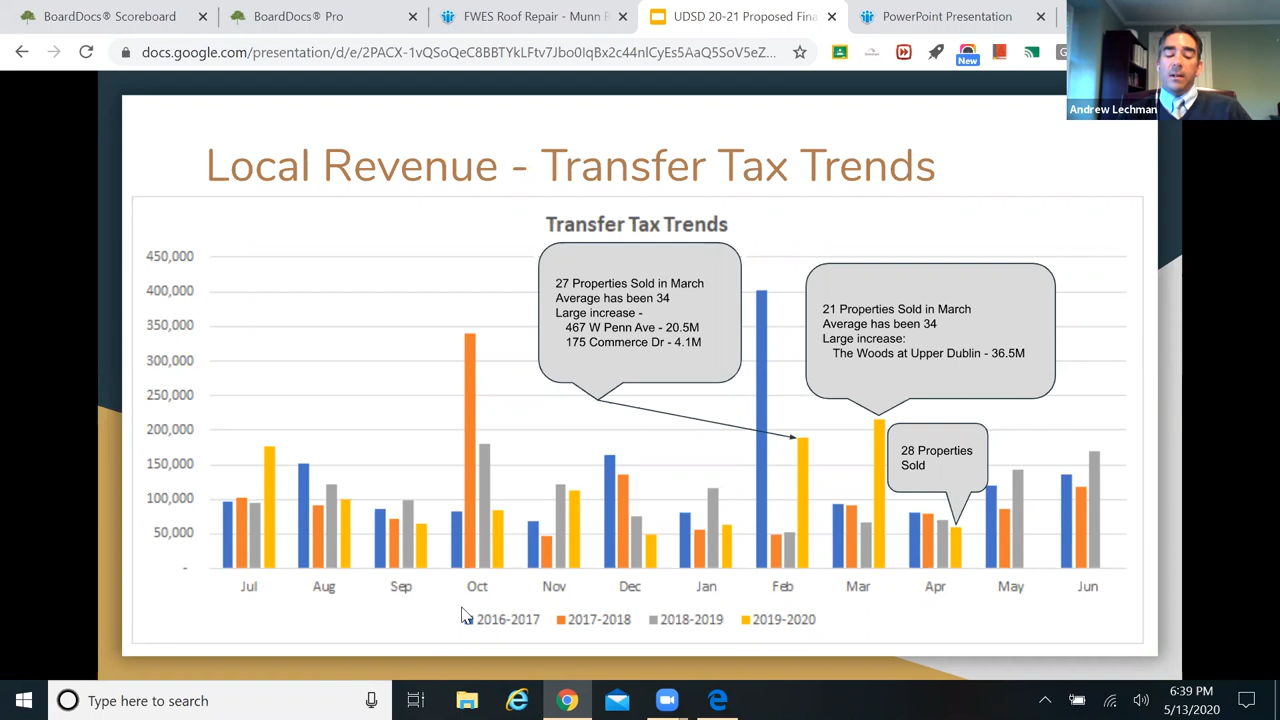 BoardDocs® Scoreboard
BoardDocs® Pro
FWES Roof Repair - Munn R
UDSD 20-21 Proposed Fina
PowerPoint Presentation
docs.google.com/presentation/d/e/
New
Andrew Lechman
Local Revenue - Transfer Tax Trends
Transfer Tax Trends
450,000
400,000
350,000
300,000
250,000
200,000
150,000
100,000
50,000
-
27 Properties Sold in March
Average has been 34
Large increase -
467 W Penn Ave - 20.5M
175 Commerce Dr - 4.1M
21 Properties Sold in March
Average has been 34
Large increase:
The Woods at Upper Dublin - 36.5M
28 Properties
Sold
Jul Aug Sep Oct Nov Dec Jan Feb Mar Apr May Jun
2016-2017 2017-2018 2018-2019 2019-2020
Type here to search
6:39 PM
5/13/2020